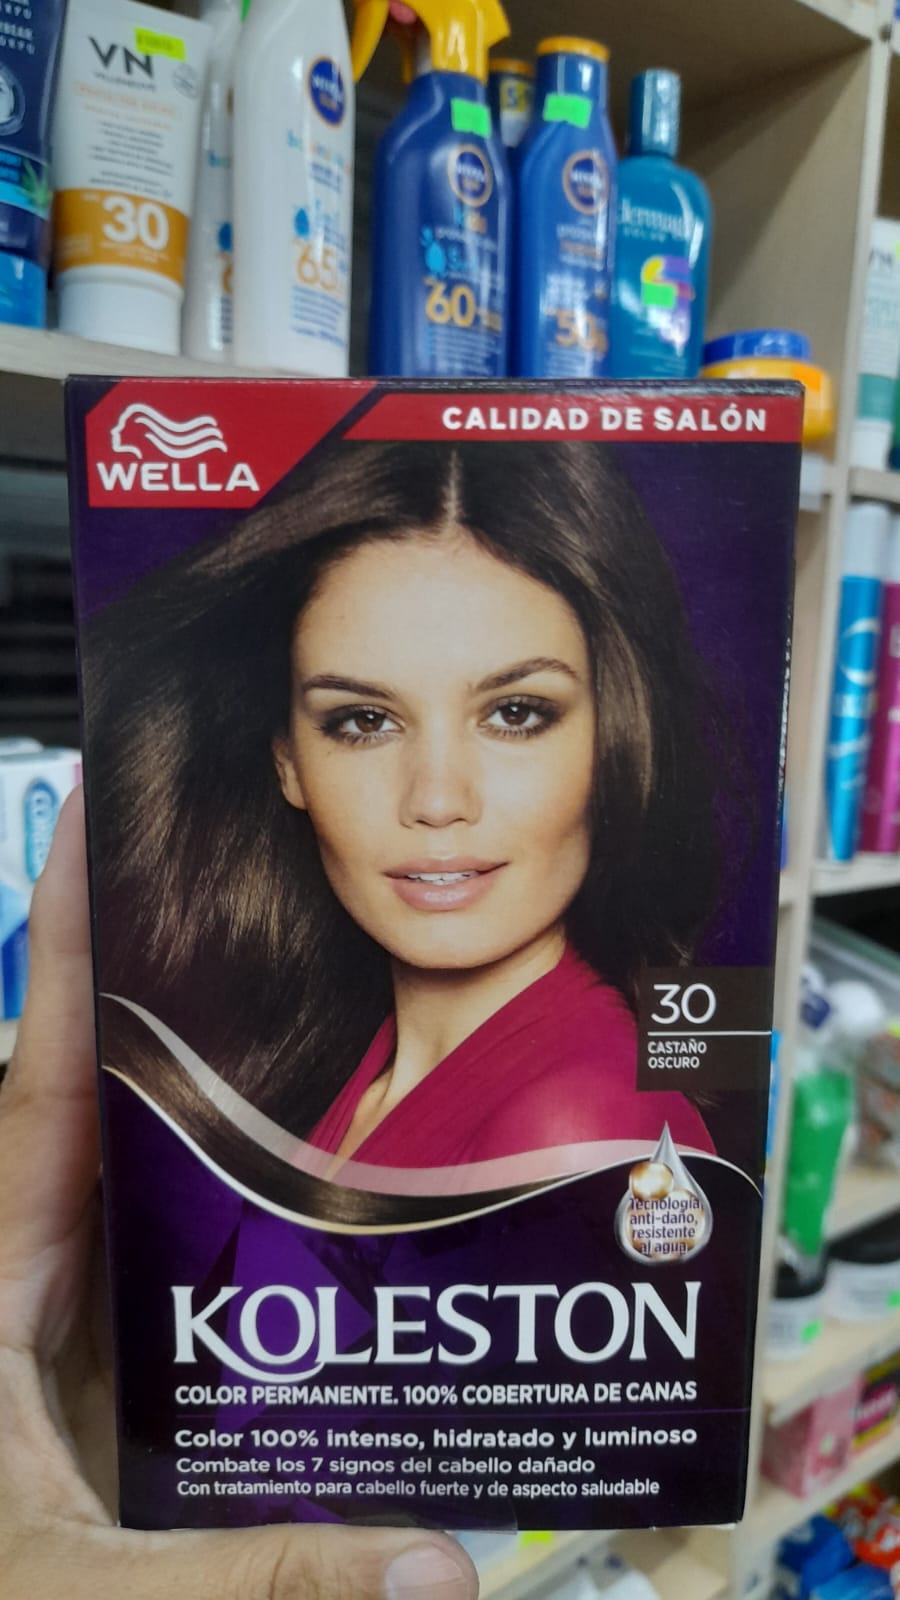 VN
30
65
60
50
WELLA
CALIDAD DE SALÓN
30
CASTAÑO
OSCURO
Tecnología
anti-daño,
resistente
al agua
KOLESTON
COLOR PERMANENTE. 100% COBERTURA DE CANAS
Color 100% intenso, hidratado y luminoso
Combate los 7 signos del cabello dañado
Con tratamiento para cabello fuerte y de aspecto saludable